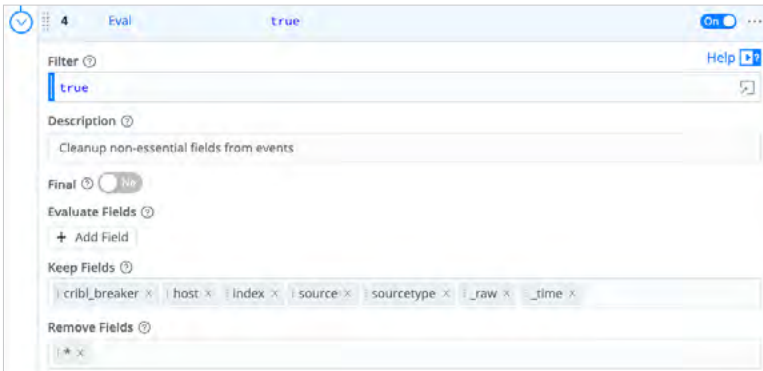 4 Eval true On ...
Filter Help
true
Description
Cleanup non-essential fields from events
Final No
Evaluate Fields
+ Add Field
Keep Fields
cribl_breaker × host × index × source × sourcetype × _raw × _time ×
Remove Fields
* ×